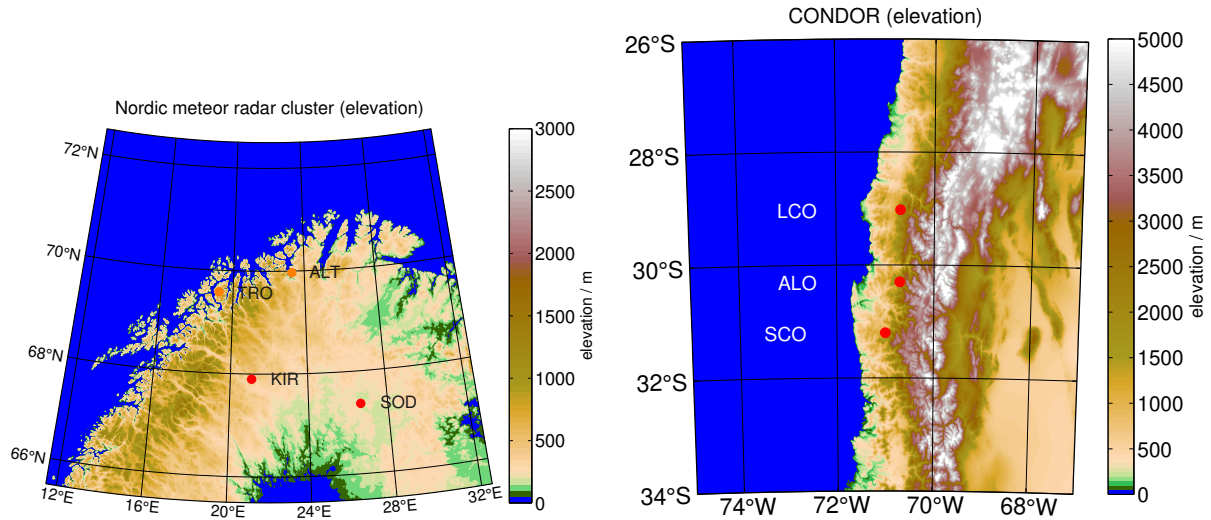 Nordic meteor radar cluster (elevation)
72°N
70°N
68°N
66°N
12°E
16°E
20°E
24°E
28°E
32°E
ALT
TRO
KIR
SOD
3000
2500
2000
1500
1000
500
0
elevation / m
CONDOR (elevation)
26°S
28°S
30°S
32°S
34°S
74°W
72°W
70°W
68°W
LCO
ALO
SCO
5000
4500
4000
3500
3000
2500
2000
1500
1000
500
0
elevation / m